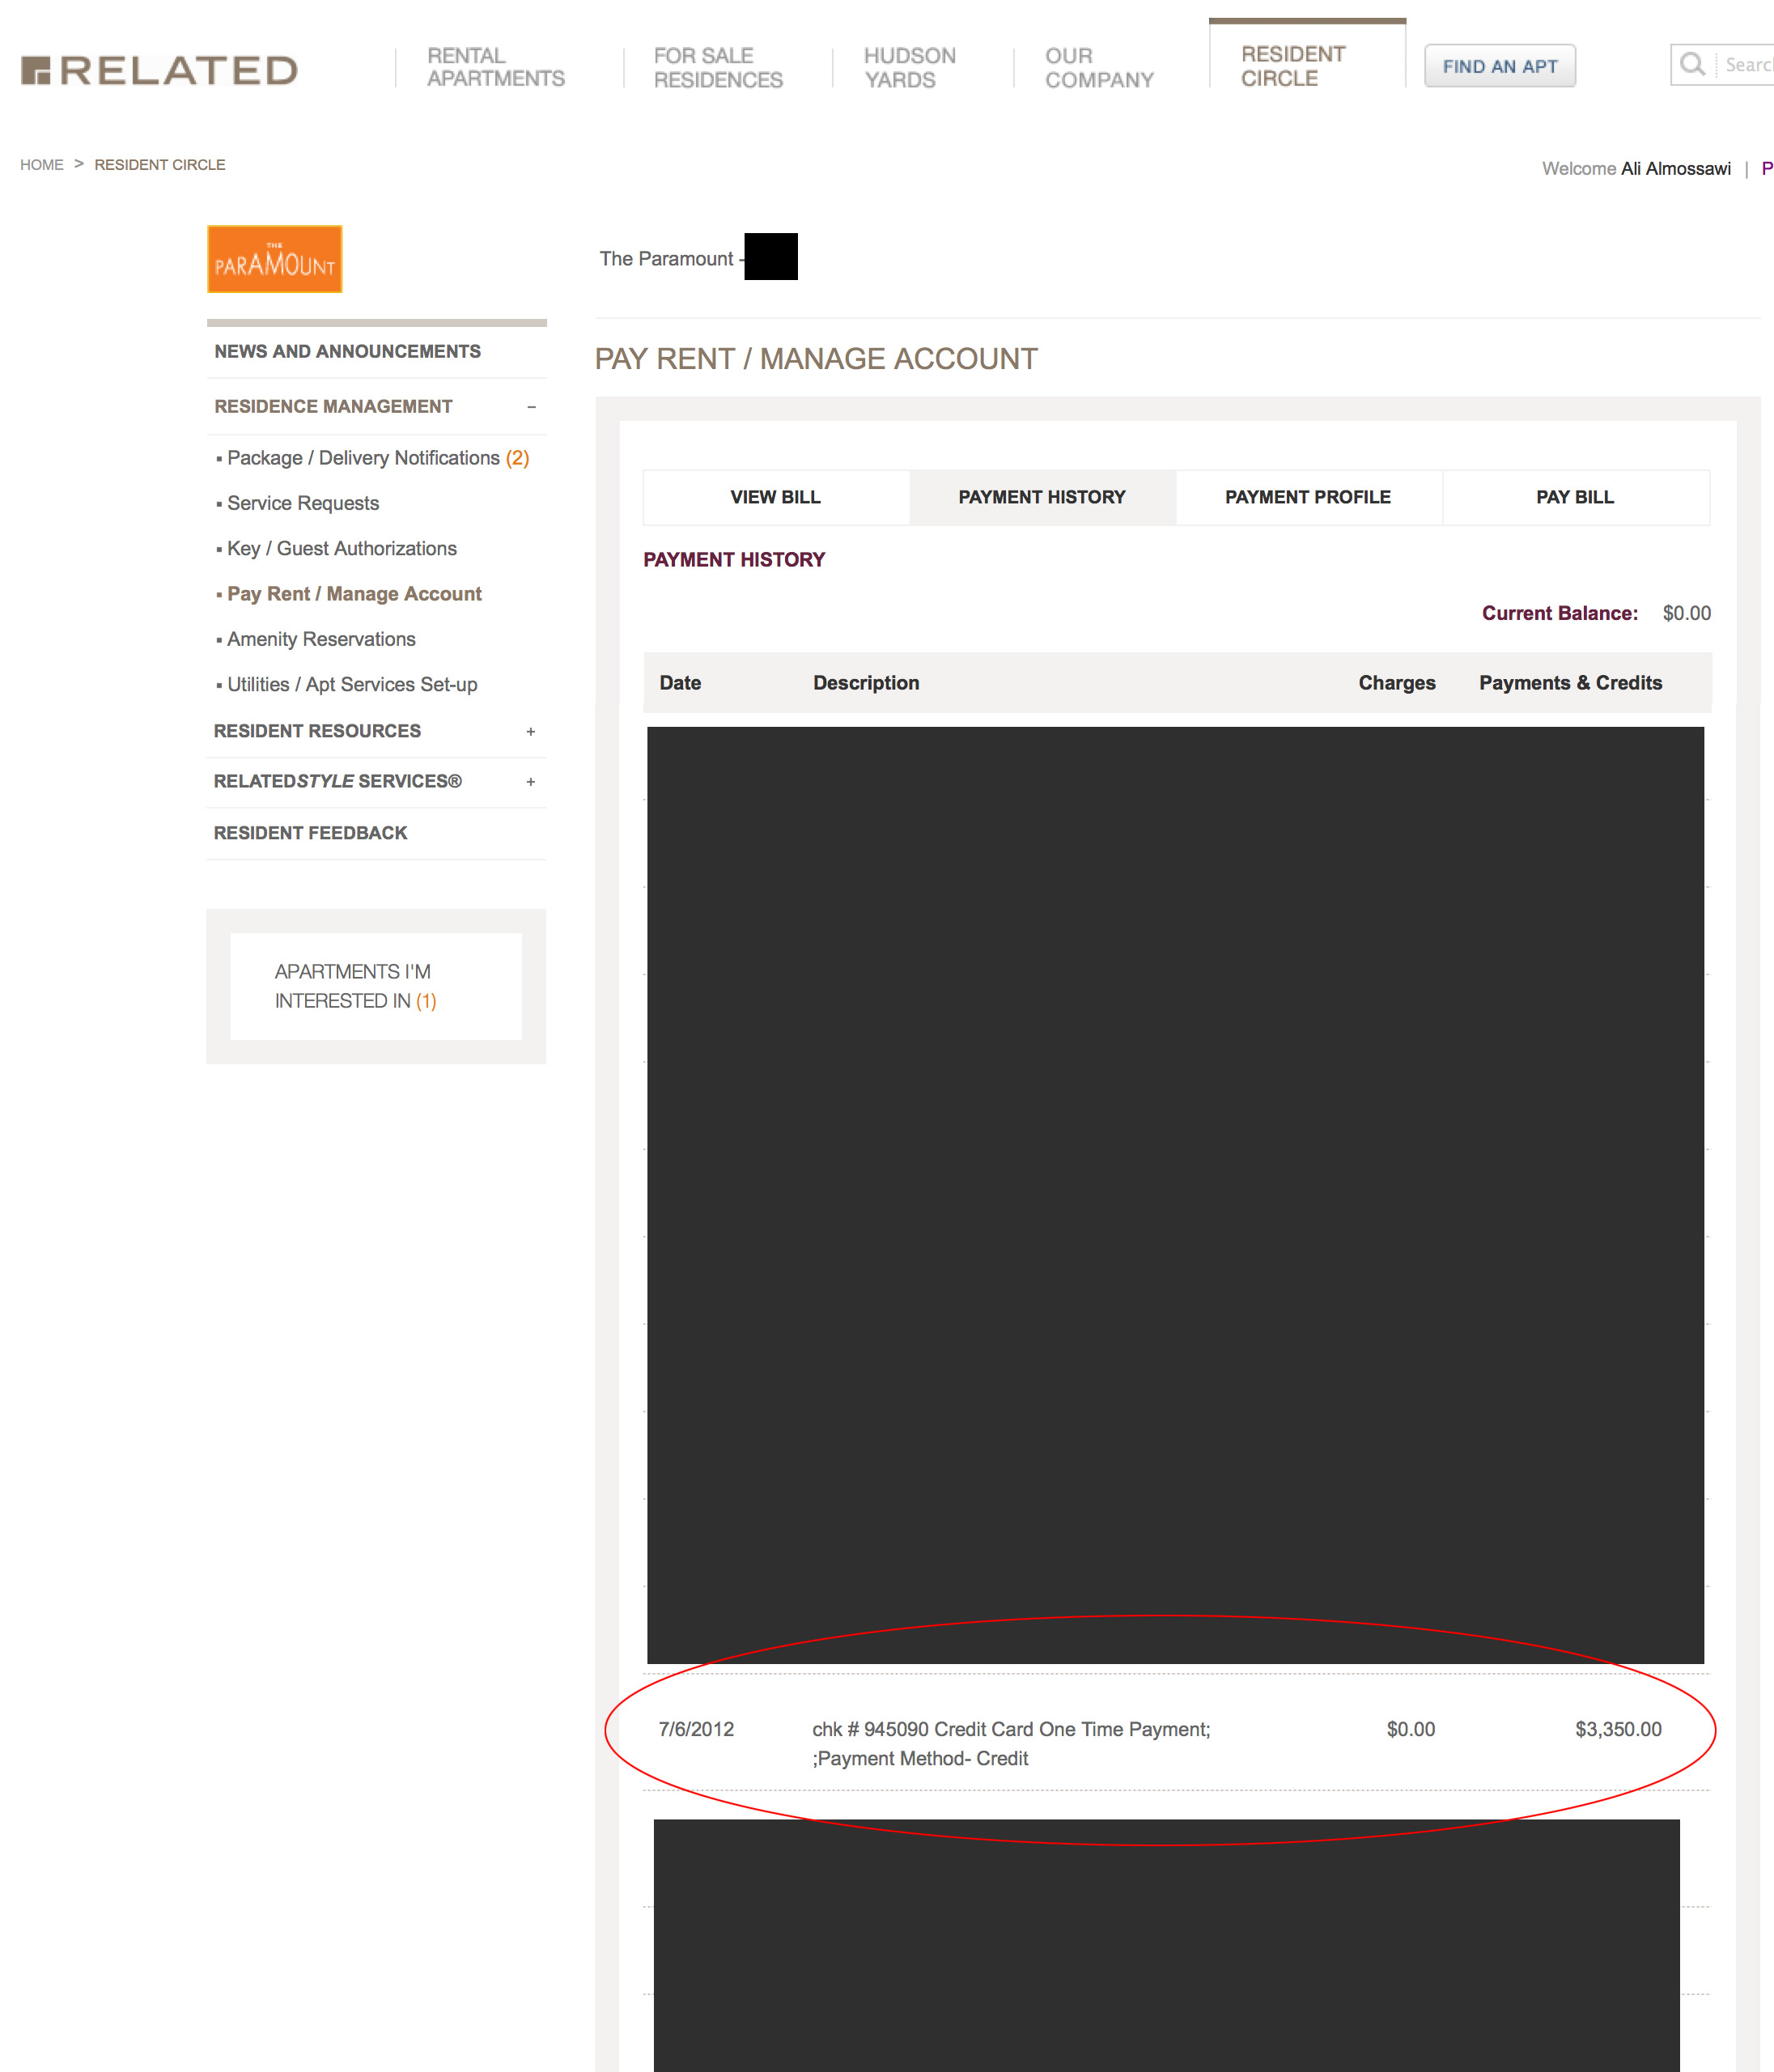 RELATED
RENTAL
APARTMENTS
FOR SALE
RESIDENCES
HUDSON
YARDS
OUR
COMPANY
RESIDENT
CIRCLE
FIND AN APT
HOME > RESIDENT CIRCLE
Welcome Ali Almossawi | P
THE
PARAMOUNT
The Paramount -
NEWS AND ANNOUNCEMENTS
RESIDENCE MANAGEMENT –
▪ Package / Delivery Notifications (2)
▪ Service Requests
▪ Key / Guest Authorizations
▪ Pay Rent / Manage Account
▪ Amenity Reservations
▪ Utilities / Apt Services Set-up
RESIDENT RESOURCES +
RELATEDSTYLE SERVICES® +
RESIDENT FEEDBACK
APARTMENTS I'M
INTERESTED IN (1)
PAY RENT / MANAGE ACCOUNT
VIEW BILL PAYMENT HISTORY PAYMENT PROFILE PAY BILL
PAYMENT HISTORY
Current Balance: $0.00
Date Description Charges Payments & Credits
7/6/2012 chk # 945090 Credit Card One Time Payment; $0.00 $3,350.00
;Payment Method- Credit